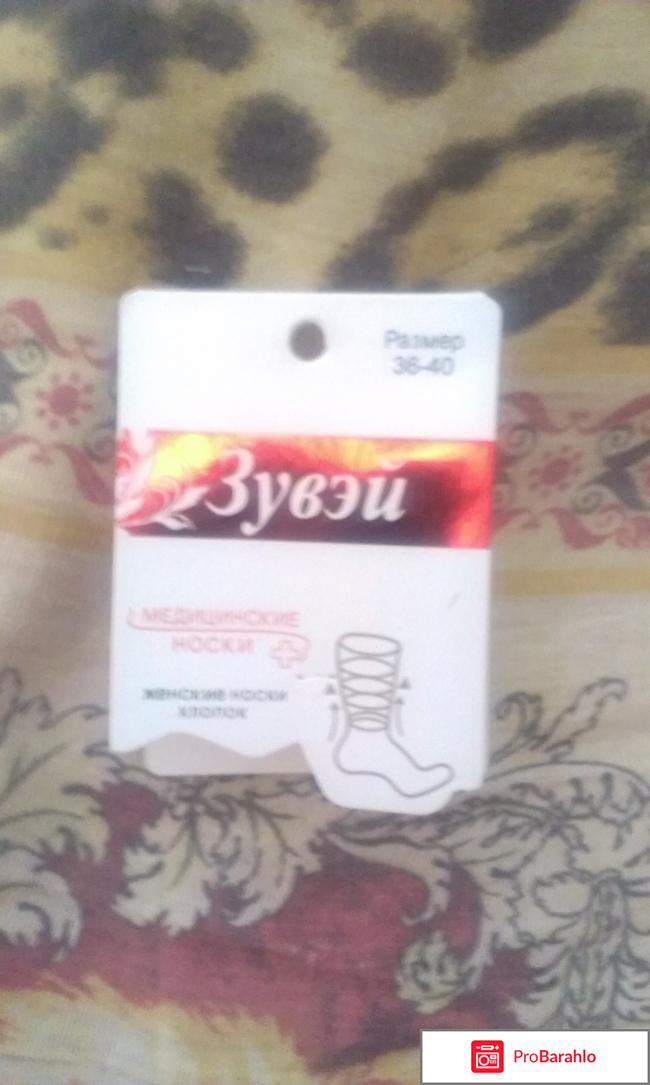 Размер
36-40
Зувэй
МЕДИЦИНСКИЕ
НОСКИ
ЖЕНСКИЕ НОСКИ
ХЛОПОК
ProBarahlo